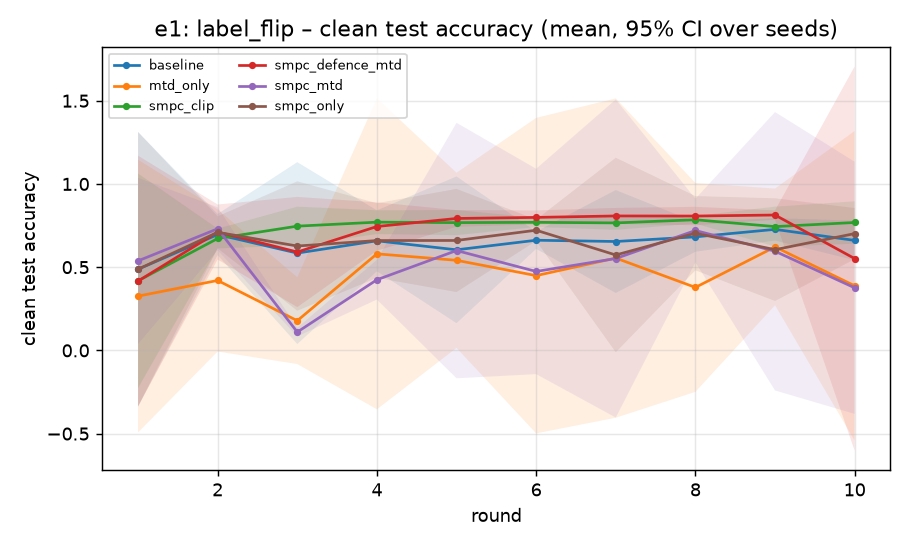 e1: label_flip – clean test accuracy (mean, 95% CI over seeds)
baseline
mtd_only
smpc_clip
smpc_defence_mtd
smpc_mtd
smpc_only
clean test accuracy
1.5
1.0
0.5
0.0
−0.5
2 4 6 8 10
round